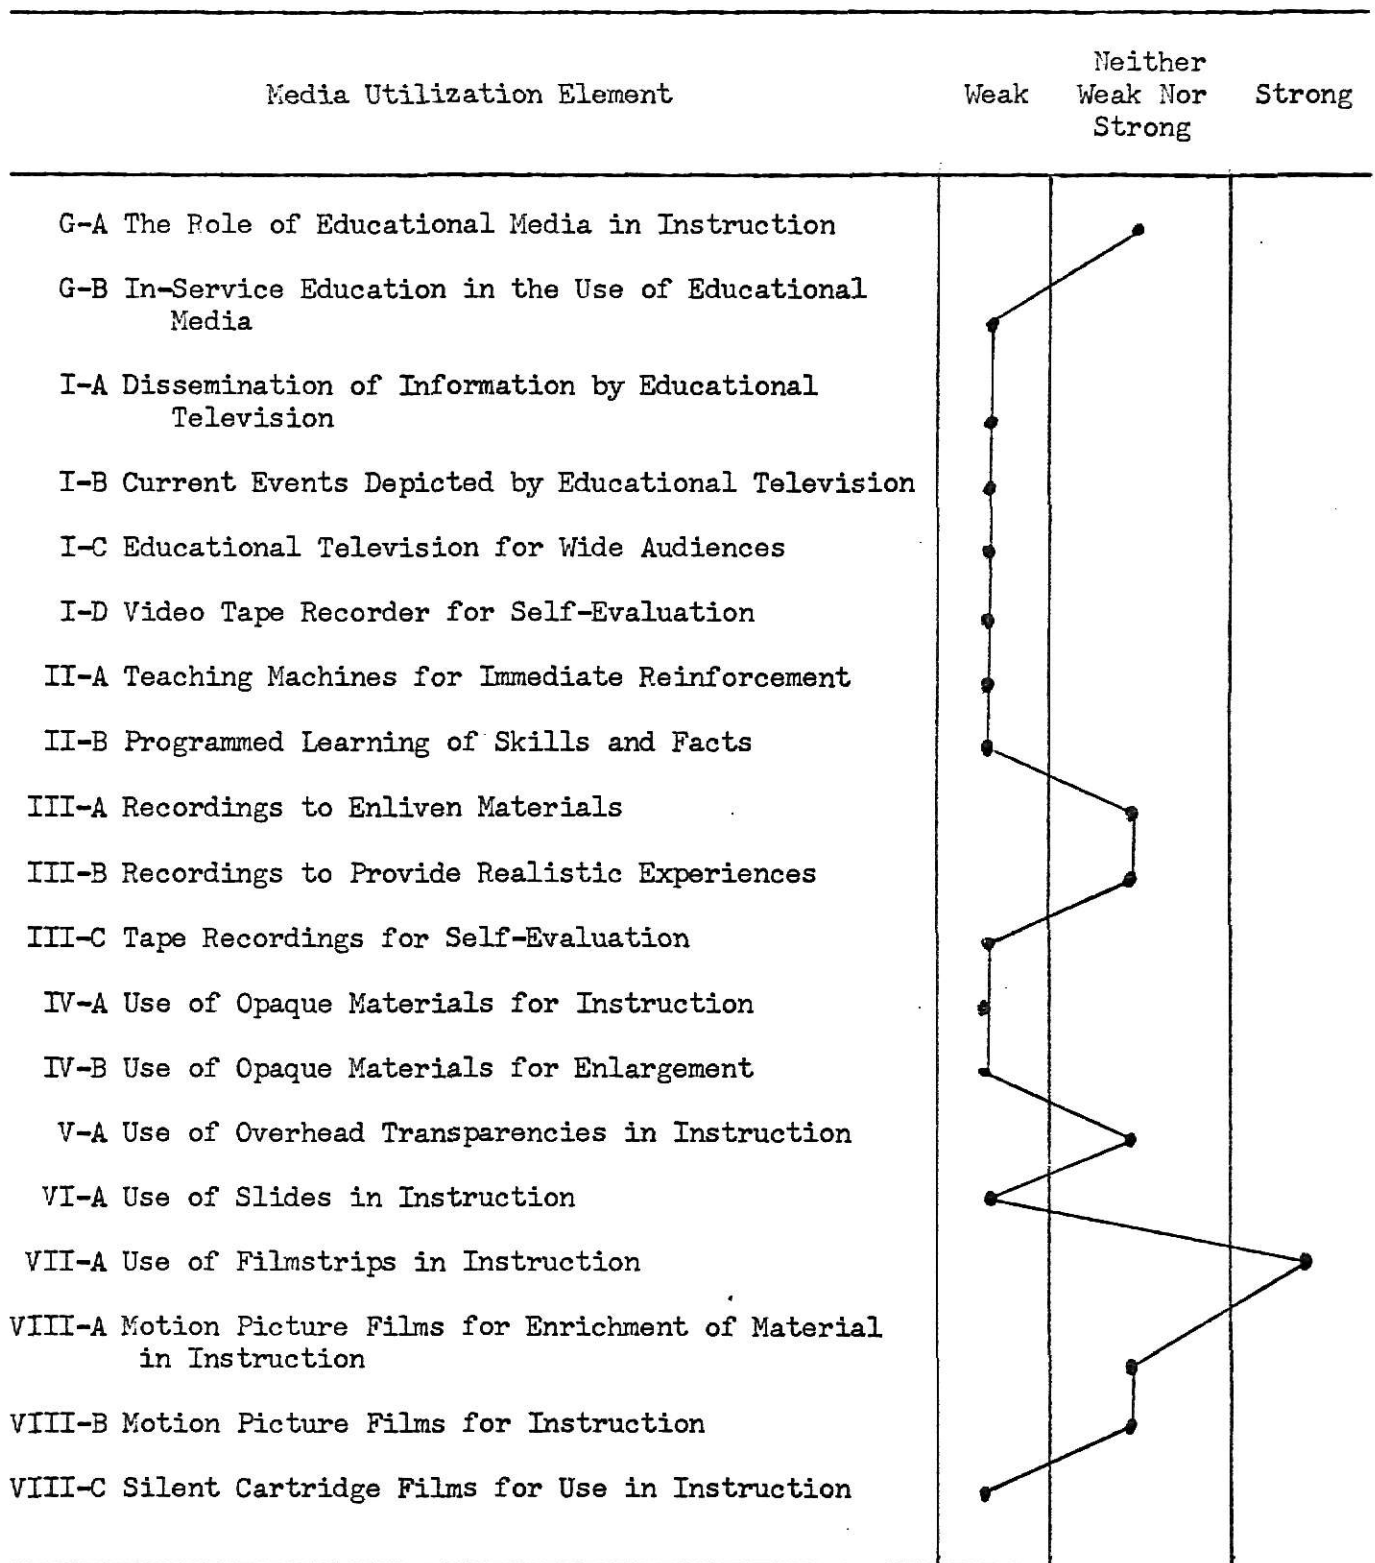 Media Utilization Element
Weak
Neither
Weak Nor
Strong
Strong
G-A The Role of Educational Media in Instruction
G-B In-Service Education in the Use of Educational
Media
I-A Dissemination of Information by Educational
Television
I-B Current Events Depicted by Educational Television
I-C Educational Television for Wide Audiences
I-D Video Tape Recorder for Self-Evaluation
II-A Teaching Machines for Immediate Reinforcement
II-B Programmed Learning of Skills and Facts
III-A Recordings to Enliven Materials
III-B Recordings to Provide Realistic Experiences
III-C Tape Recordings for Self-Evaluation
IV-A Use of Opaque Materials for Instruction
IV-B Use of Opaque Materials for Enlargement
V-A Use of Overhead Transparencies in Instruction
VI-A Use of Slides in Instruction
VII-A Use of Filmstrips in Instruction
VIII-A Motion Picture Films for Enrichment of Material
in Instruction
VIII-B Motion Picture Films for Instruction
VIII-C Silent Cartridge Films for Use in Instruction